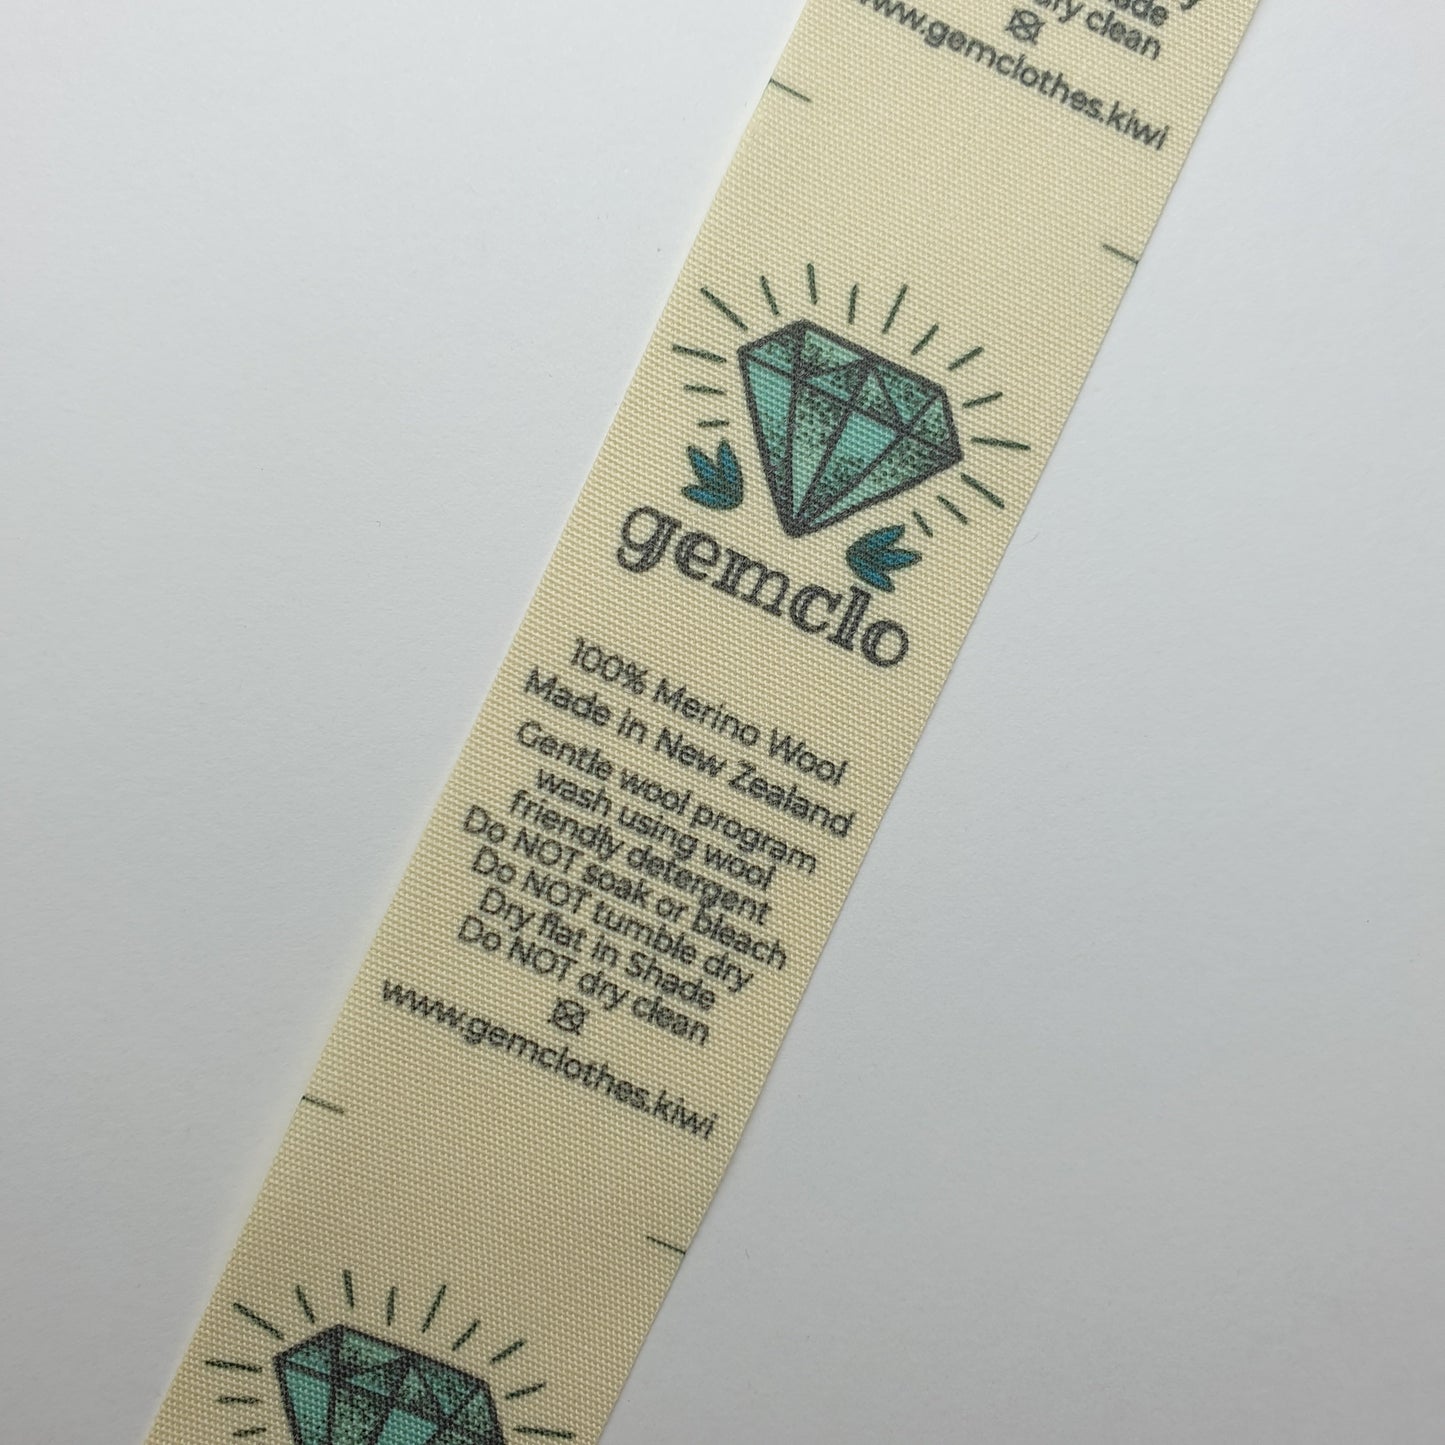 ade
dry clean
www.gemclothes.kiwi
gemclo
100% Merino Wool
Made in New Zealand
Gentle wool program
wash using wool
friendly detergent
Do NOT soak or bleach
Do NOT tumble dry
Dry flat in Shade
Do NOT dry clean
www.gemclothes.kiwi